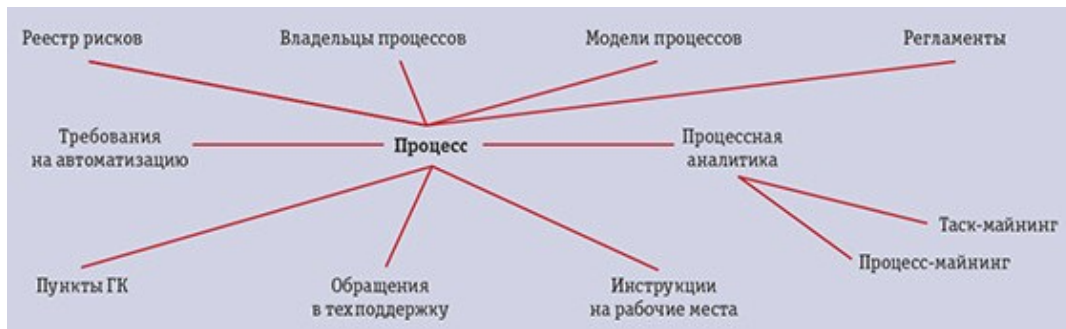 Реестр рисков
Владельцы процессов
Модели процессов
Регламенты
Требования
на автоматизацию
Процесс
Процессная
аналитика
Таск-майнинг
Процесс-майнинг
Пункты ГК
Обращения
в техподдержку
Инструкции
на рабочие места